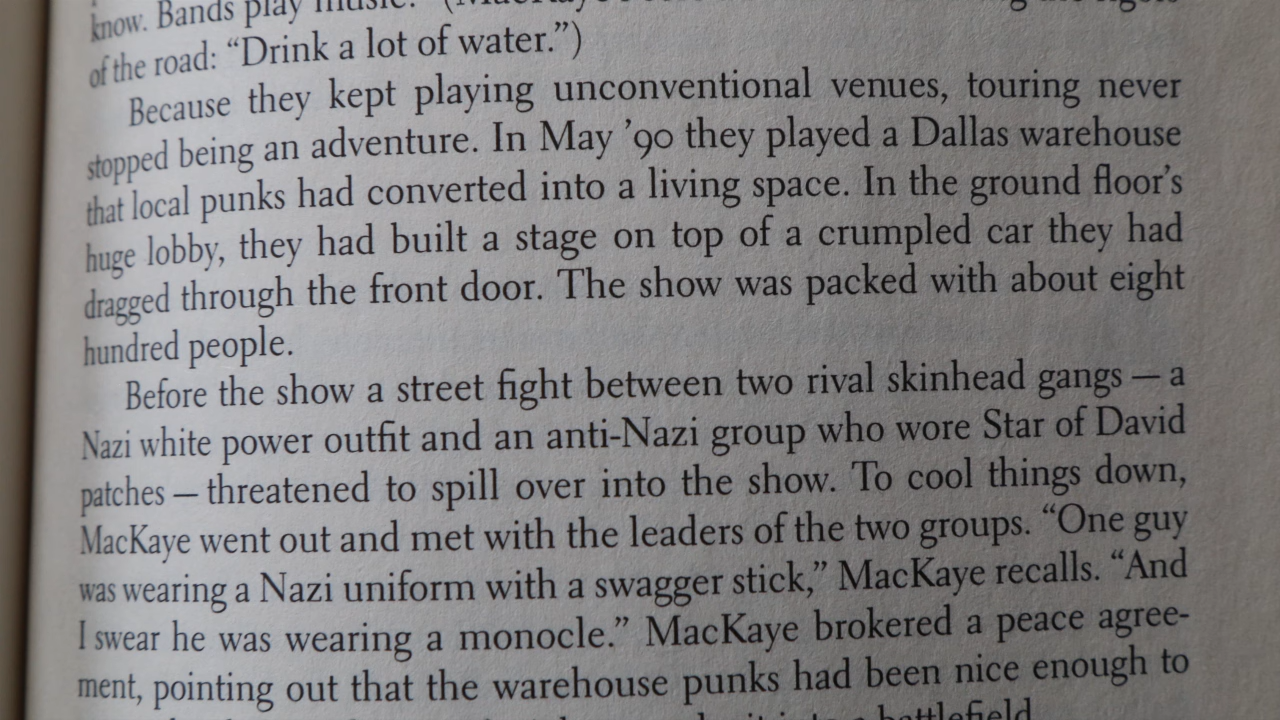 know. Bands play music." (MacKaye's
of the road: “Drink a lot of water.”)
Because they kept playing unconventional venues, touring never
stopped being an adventure. In May ’90 they played a Dallas warehouse
that local punks had converted into a living space. In the ground floor’s
huge lobby, they had built a stage on top of a crumpled car they had
dragged through the front door. The show was packed with about eight
hundred people.
Before the show a street fight between two rival skinhead gangs — a
Nazi white power outfit and an anti-Nazi group who wore Star of David
patches — threatened to spill over into the show. To cool things down,
MacKaye went out and met with the leaders of the two groups. “One guy
was wearing a Nazi uniform with a swagger stick,” MacKaye recalls. “And
I swear he was wearing a monocle.” MacKaye brokered a peace agree-
ment, pointing out that the warehouse punks had been nice enough to
it into a battlefield.